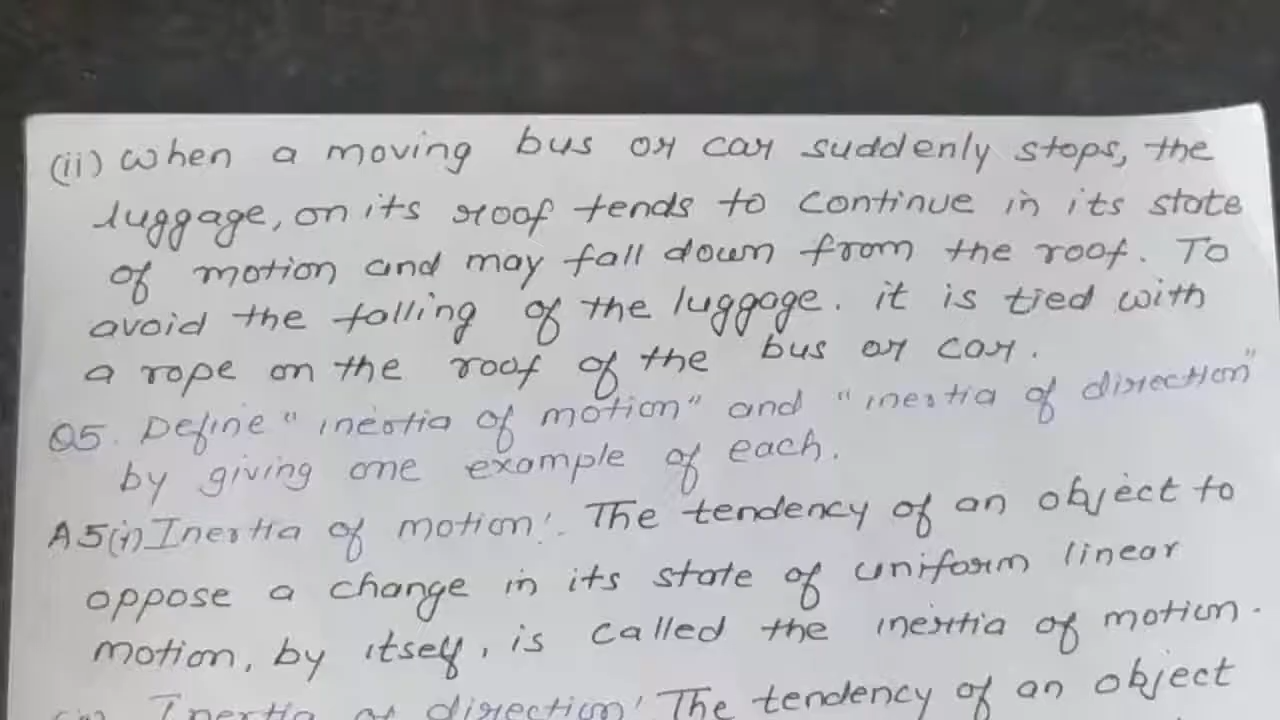 (ii) When a moving bus or car suddenly stops, the
luggage, on its roof tends to continue in its state
of motion and may fall down from the roof. To
avoid the falling of the luggage. it is tied with
a rope on the roof of the bus or car.
Q5. Define "inertia of motion" and "inertia of direction"
by giving one example of each.
A5(i) Inertia of motion:. The tendency of an object to
oppose a change in its state of uniform linear
motion, by itself, is called the inertia of motion.
Inertia of direction: The tendency of an object